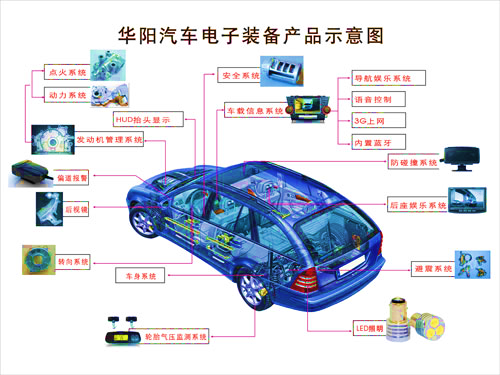 华阳汽车电子装备产品示意图
点火系统
动力系统
HUD抬头显示
发动机管理系统
偏道报警
后视镜
转向系统
车身系统
轮胎气压监测系统
安全系统
车载信息系统
导航娱乐系统
语音控制
3G上网
内置蓝牙
防碰撞系统
后座娱乐系统
避震系统
LED照明